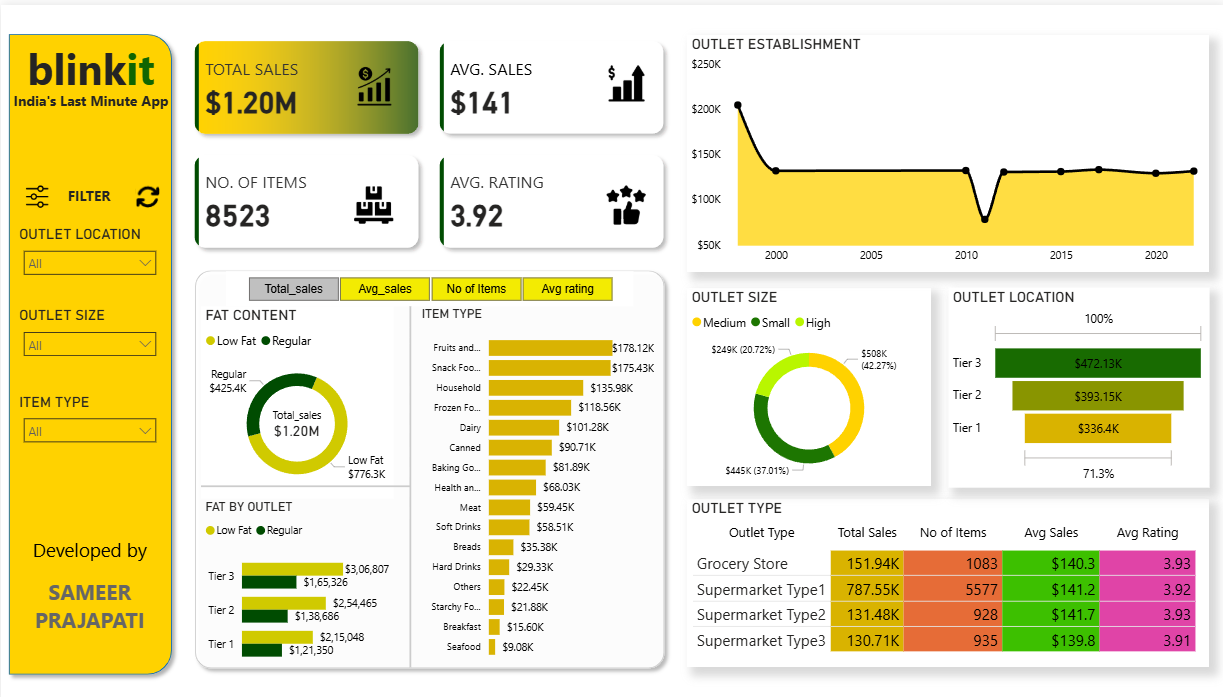 blinkit
India's Last Minute App
FILTER
OUTLET LOCATION
All
OUTLET SIZE
All
ITEM TYPE
All
Developed by
SAMEER
PRAJAPATI
TOTAL SALES
$1.20M
AVG. SALES
$141
NO. OF ITEMS
8523
AVG. RATING
3.92
Total_sales Avg_sales No of Items Avg rating
FAT CONTENT
Low Fat Regular
Regular
$425.4K
Total_sales
$1.20M
Low Fat
$776.3K
FAT BY OUTLET
Low Fat Regular
Tier 3 $3,06,807
$1,65,326
Tier 2 $2,54,465
$1,38,686
Tier 1 $2,15,048
$1,21,350
ITEM TYPE
Fruits and... $178.12K
Snack Foo... $175.43K
Household $135.98K
Frozen Fo... $118.56K
Dairy $101.28K
Canned $90.71K
Baking Go... $81.89K
Health an... $68.03K
Meat $59.45K
Soft Drinks $58.51K
Breads $35.38K
Hard Drinks $29.33K
Others $22.45K
Starchy Fo... $21.88K
Breakfast $15.60K
Seafood $9.08K
OUTLET ESTABLISHMENT
$250K
$200K
$150K
$100K
$50K
2000 2005 2010 2015 2020
OUTLET SIZE
Medium Small High
$249K (20.72%)
$508K
(42.27%)
$445K (37.01%)
OUTLET LOCATION
100%
Tier 3 $472.13K
Tier 2 $393.15K
Tier 1 $336.4K
71.3%
OUTLET TYPE
Outlet Type Total Sales No of Items Avg Sales Avg Rating
Grocery Store 151.94K 1083 $140.3 3.93
Supermarket Type1 787.55K 5577 $141.2 3.92
Supermarket Type2 131.48K 928 $141.7 3.93
Supermarket Type3 130.71K 935 $139.8 3.91